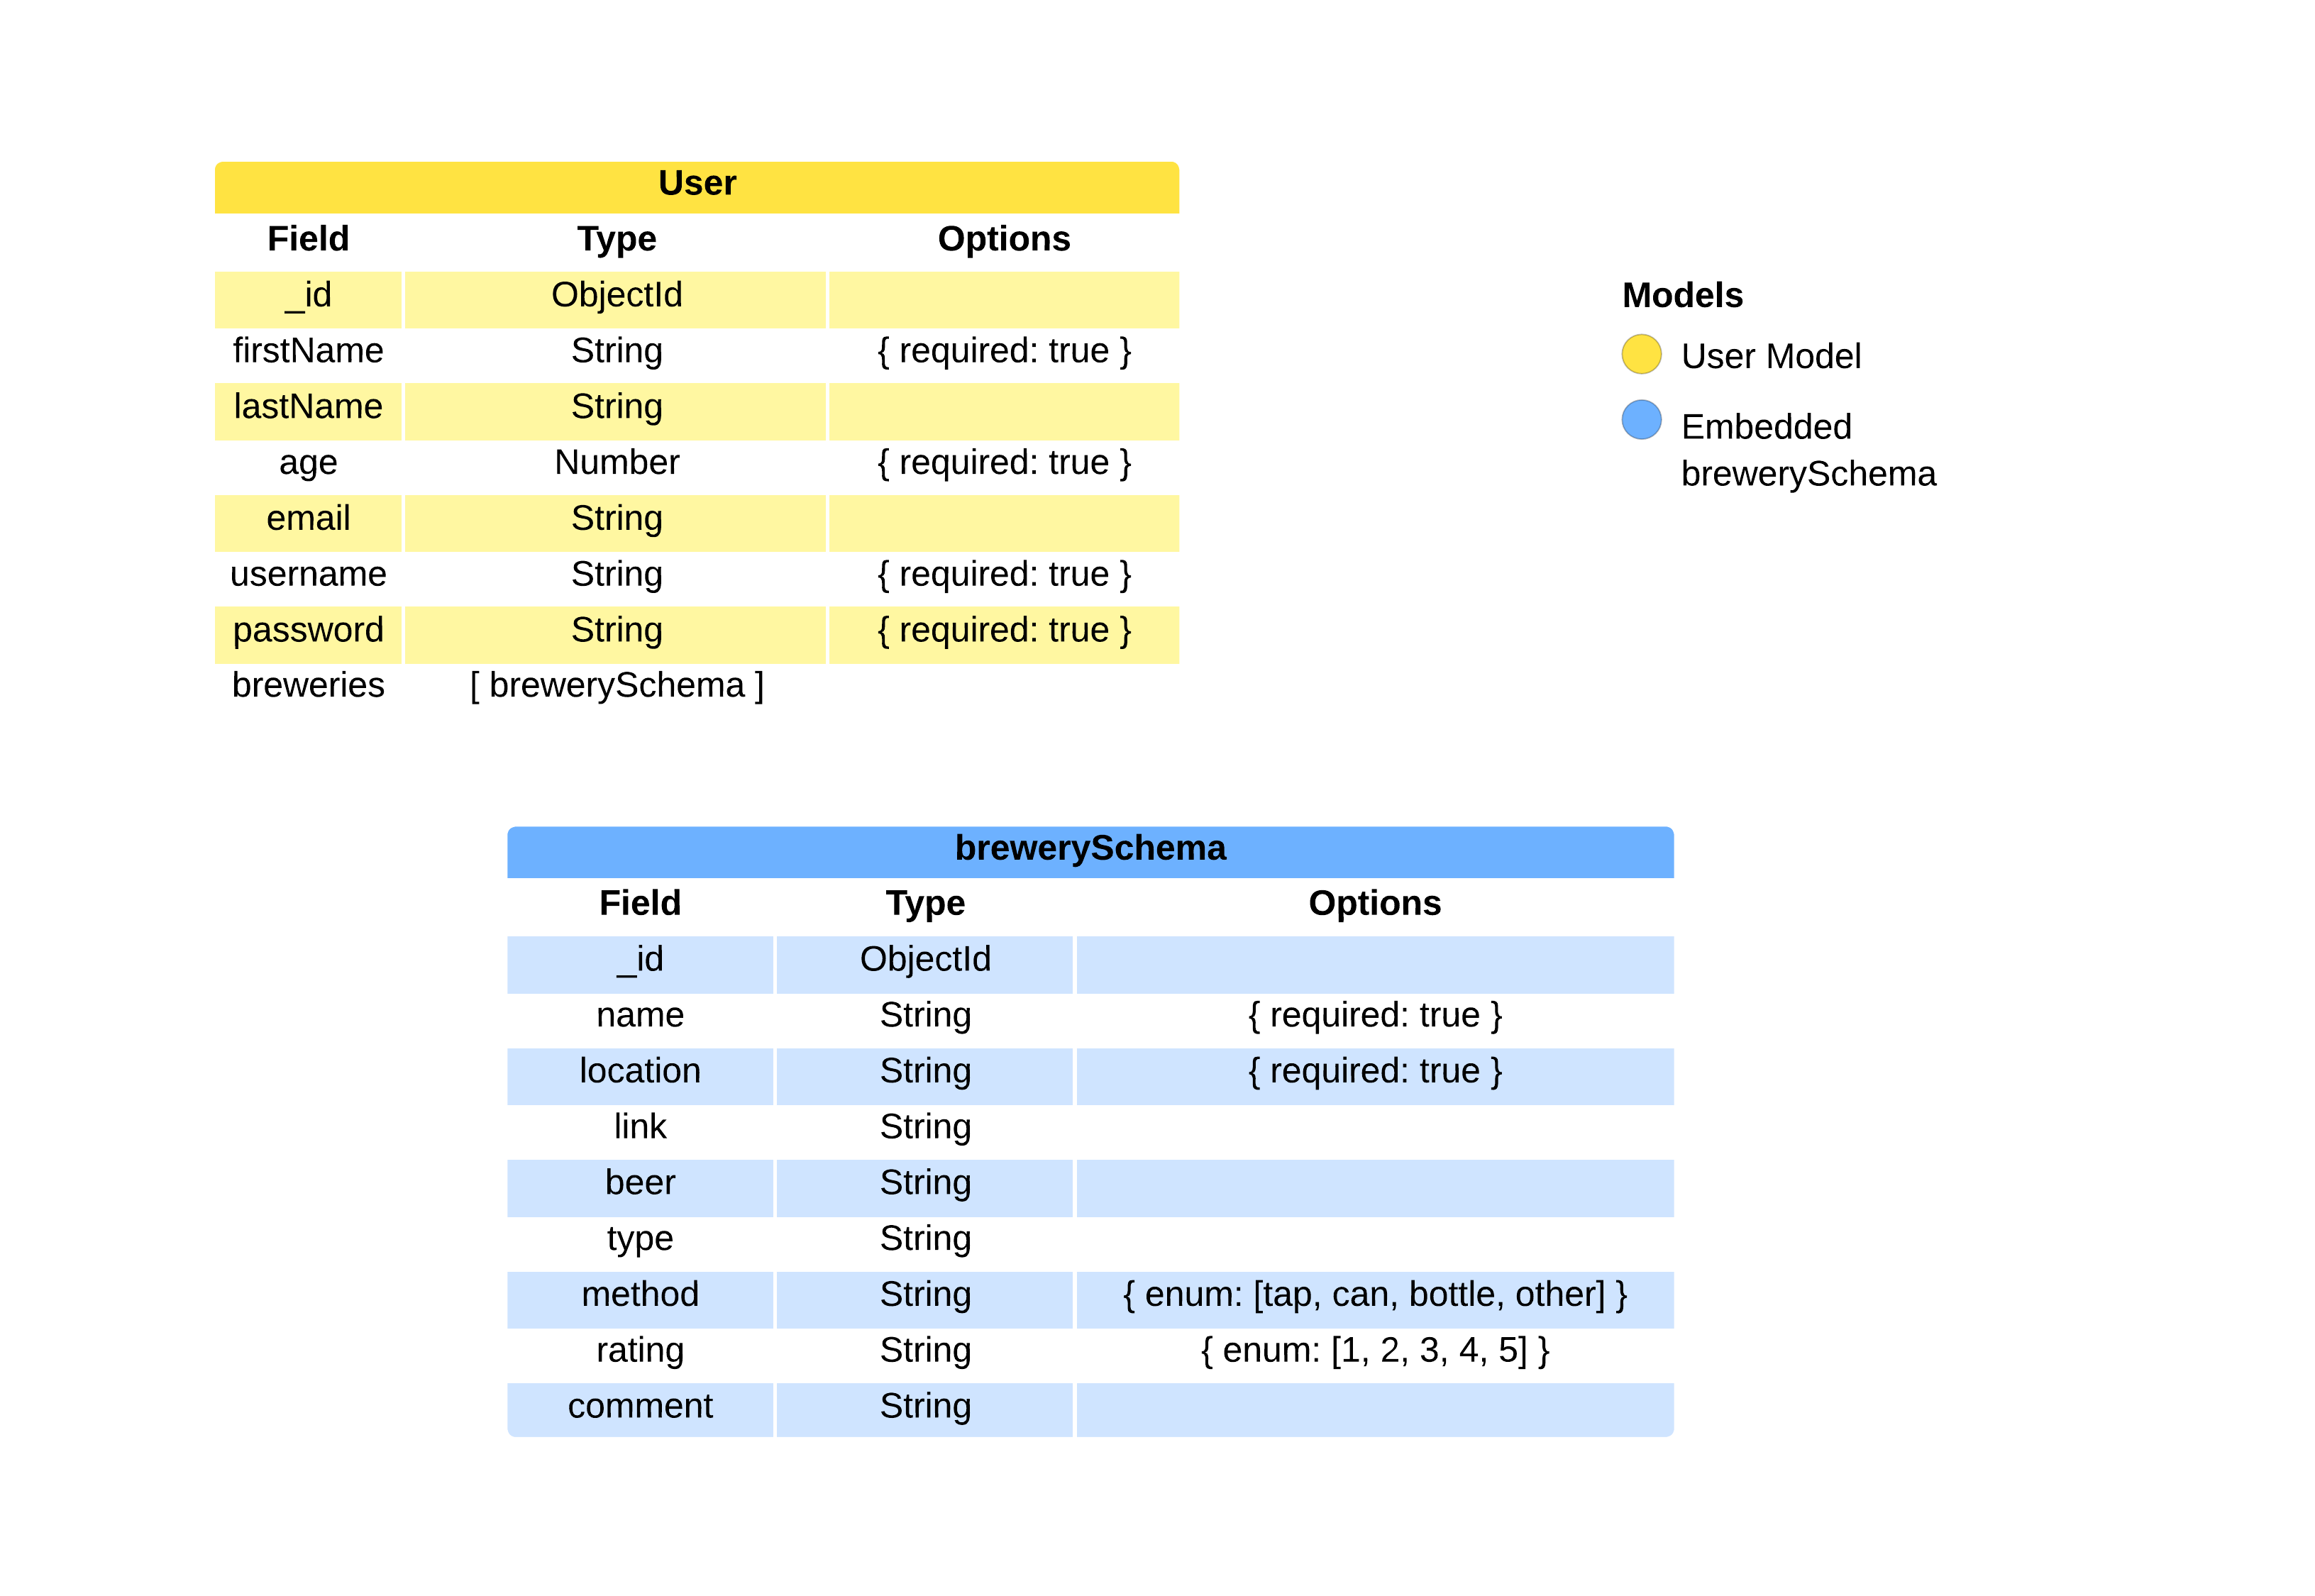 User
Field Type Options
_id ObjectId
firstName String { required: true }
lastName String
age Number { required: true }
email String
username String { required: true }
password String { required: true }
breweries [ brewerySchema ]
Models
User Model
Embedded
brewerySchema
brewerySchema
Field Type Options
_id ObjectId
name String { required: true }
location String { required: true }
link String
beer String
type String
method String { enum: [tap, can, bottle, other] }
rating String { enum: [1, 2, 3, 4, 5] }
comment String